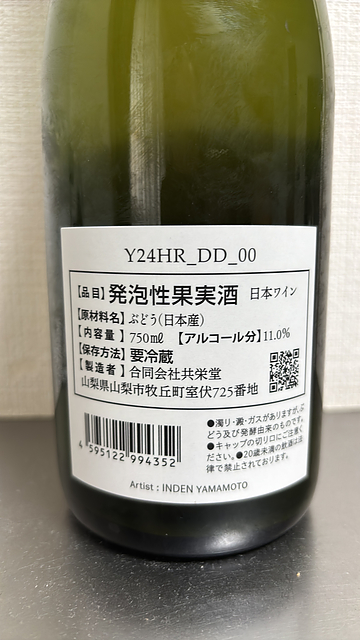 Y24HR_DD_00
【品目】発泡性果実酒 日本ワイン
【原材料名】ぶどう(日本産)
【内容量】750㎖ 【アルコール分】11.0%
【保存方法】要冷蔵
【製造者】合同会社共栄堂
山梨県山梨市牧丘町室伏725番地
4 595122 994352
●濁り・澱・ガスがありますが、ぶ
どう及び発酵由来のものです。
●キャップの切り口にご注意く
ださい。●20歳未満の飲酒は法
律で禁止されております。
Artist : INDEN YAMAMOTO